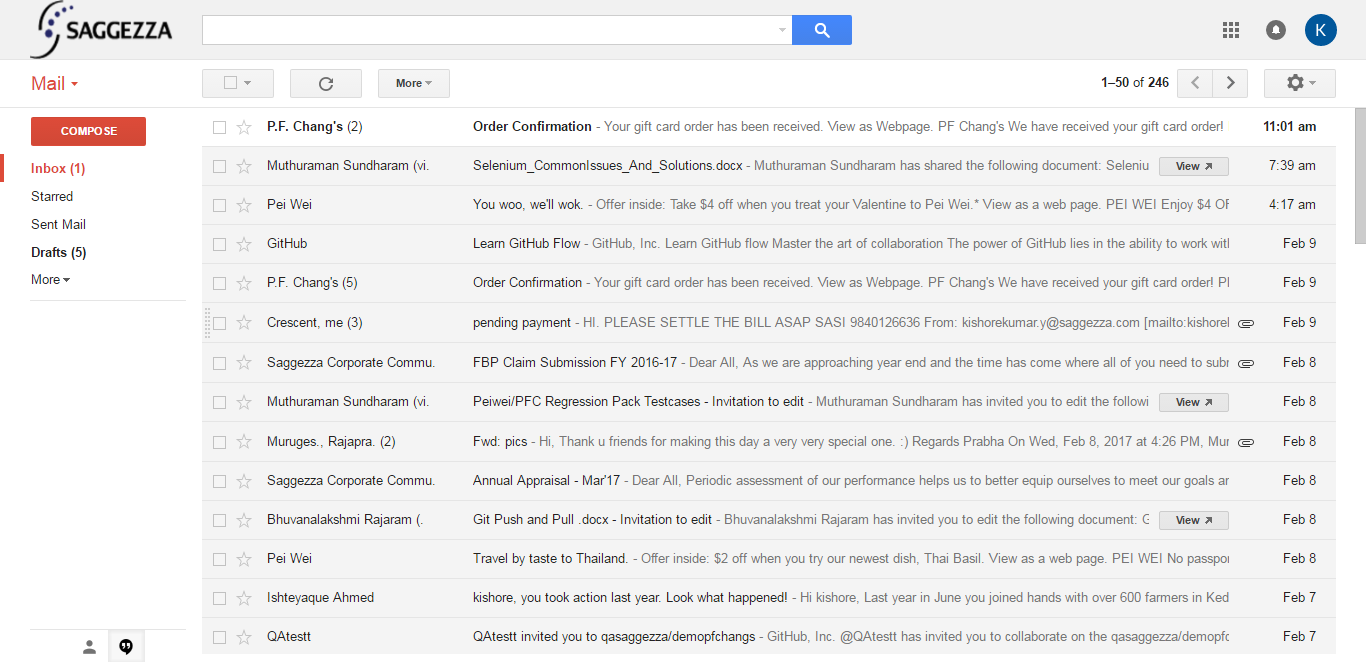 SAGGEZZA
K
Mail
More
1–50 of 246
COMPOSE
Inbox (1)
Starred
Sent Mail
Drafts (5)
More
P.F. Chang's (2) Order Confirmation - Your gift card order has been received. View as Webpage. PF Chang's We have received your gift card order! 11:01 am
Muthuraman Sundharam (vi. Selenium_CommonIssues_And_Solutions.docx - Muthuraman Sundharam has shared the following document: Seleniu View 7:39 am
Pei Wei You woo, we'll wok. - Offer inside: Take $4 off when you treat your Valentine to Pei Wei.* View as a web page. PEI WEI Enjoy $4 OF 4:17 am
GitHub Learn GitHub Flow - GitHub, Inc. Learn GitHub flow Master the art of collaboration The power of GitHub lies in the ability to work wit Feb 9
P.F. Chang's (5) Order Confirmation - Your gift card order has been received. View as Webpage. PF Chang's We have received your gift card order! Pl Feb 9
Crescent, me (3) pending payment - HI. PLEASE SETTLE THE BILL ASAP SASI 9840126636 From: kishorekumar.y@saggezza.com [mailto:kishorel Feb 9
Saggezza Corporate Commu. FBP Claim Submission FY 2016-17 - Dear All, As we are approaching year end and the time has come where all of you need to subr Feb 8
Muthuraman Sundharam (vi. Peiwei/PFC Regression Pack Testcases - Invitation to edit - Muthuraman Sundharam has invited you to edit the followi View Feb 8
Muruges., Rajapra. (2) Fwd: pics - Hi, Thank u friends for making this day a very very special one. :) Regards Prabha On Wed, Feb 8, 2017 at 4:26 PM, Mur Feb 8
Saggezza Corporate Commu. Annual Appraisal - Mar'17 - Dear All, Periodic assessment of our performance helps us to better equip ourselves to meet our goals ar Feb 8
Bhuvanalakshmi Rajaram (. Git Push and Pull .docx - Invitation to edit - Bhuvanalakshmi Rajaram has invited you to edit the following document: G View Feb 8
Pei Wei Travel by taste to Thailand. - Offer inside: $2 off when you try our newest dish, Thai Basil. View as a web page. PEI WEI No passpor Feb 8
Ishteyaque Ahmed kishore, you took action last year. Look what happened! - Hi kishore, Last year in June you joined hands with over 600 farmers in Ked Feb 7
QAtestt QAtestt invited you to qasaggezza/demopfchangs - GitHub, Inc. @QAtestt has invited you to collaborate on the qasaggezza/demopfc Feb 7